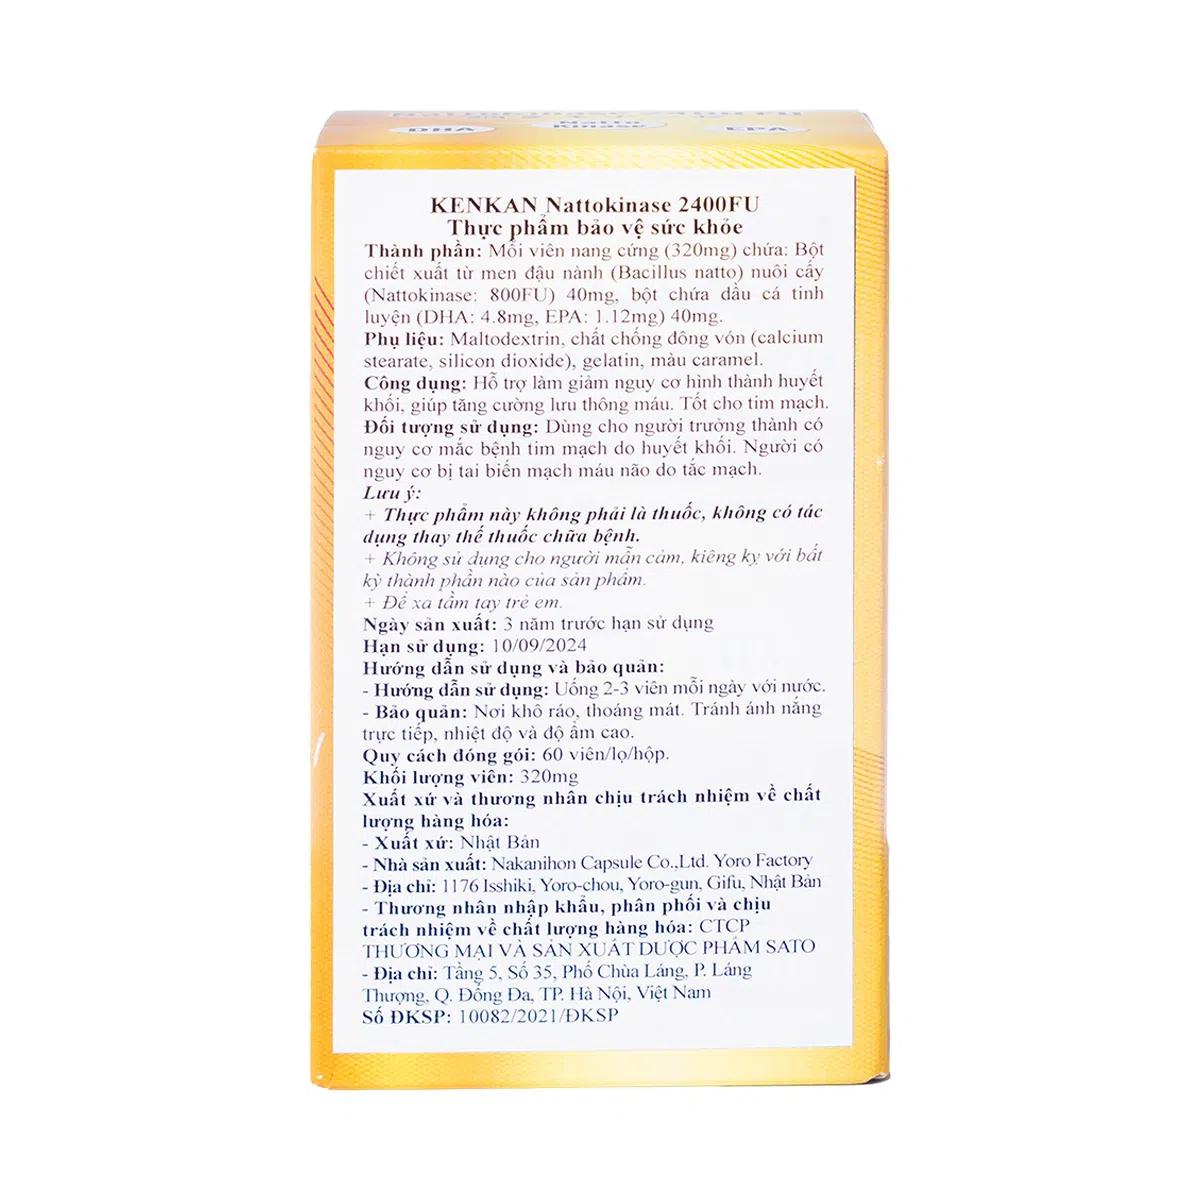 Nattokinase 2400FU
DHA
Natto
Kinase
EPA
KENKAN Nattokinase 2400FU
Thực phẩm bảo vệ sức khỏe
Thành phần: Mỗi viên nang cứng (320mg) chứa: Bột
chiết xuất từ men đậu nành (Bacillus natto) nuôi cấy
(Nattokinase: 800FU) 40mg, bột chứa dầu cá tinh
luyện (DHA: 4.8mg, EPA: 1.12mg) 40mg.
Phụ liệu: Maltodextrin, chất chống đông vón (calcium
stearate, silicon dioxide), gelatin, màu caramel.
Công dụng: Hỗ trợ làm giảm nguy cơ hình thành huyết
khối, giúp tăng cường lưu thông máu. Tốt cho tim mạch.
Đối tượng sử dụng: Dùng cho người trưởng thành có
nguy cơ mắc bệnh tim mạch do huyết khối. Người có
nguy cơ bị tai biến mạch máu não do tắc mạch.
Lưu ý:
+ Thực phẩm này không phải là thuốc, không có tác
dụng thay thế thuốc chữa bệnh.
+ Không sử dụng cho người mẫn cảm, kiêng kỵ với bất
kỳ thành phần nào của sản phẩm.
+ Để xa tầm tay trẻ em.
Ngày sản xuất: 3 năm trước hạn sử dụng
Hạn sử dụng: 10/09/2024
Hướng dẫn sử dụng và bảo quản:
- Hướng dẫn sử dụng: Uống 2-3 viên mỗi ngày với nước.
- Bảo quản: Nơi khô ráo, thoáng mát. Tránh ánh nắng
trực tiếp, nhiệt độ và độ ẩm cao.
Quy cách đóng gói: 60 viên/lọ/hộp.
Khối lượng viên: 320mg
Xuất xứ và thương nhân chịu trách nhiệm về chất
lượng hàng hóa:
- Xuất xứ: Nhật Bản
- Nhà sản xuất: Nakanihon Capsule Co.,Ltd. Yoro Factory
- Địa chỉ: 1176 Isshiki, Yoro-chou, Yoro-gun, Gifu, Nhật Bản
- Thương nhân nhập khẩu, phân phối và chịu
trách nhiệm về chất lượng hàng hóa: CTCP
THƯƠNG MẠI VÀ SẢN XUẤT DƯỢC PHẨM SATO
- Địa chỉ: Tầng 5, Số 35, Phố Chùa Láng, P. Láng
Thượng, Q. Đống Đa, TP. Hà Nội, Việt Nam
Số ĐKSP: 10082/2021/ĐKSP